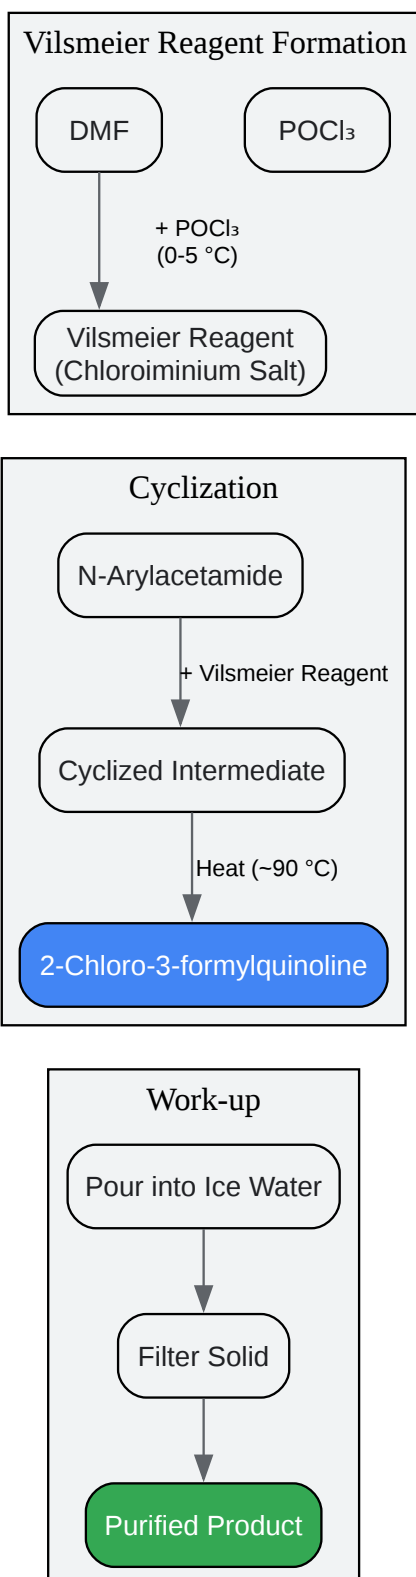 Vilsmeier Reagent Formation
DMF
POCl₃
+ POCl₃
(0-5 °C)
Vilsmeier Reagent
(Chloroiminium Salt)
Cyclization
N-Arylacetamide
+ Vilsmeier Reagent
Cyclized Intermediate
Heat (~90 °C)
2-Chloro-3-formylquinoline
Work-up
Pour into Ice Water
Filter Solid
Purified Product